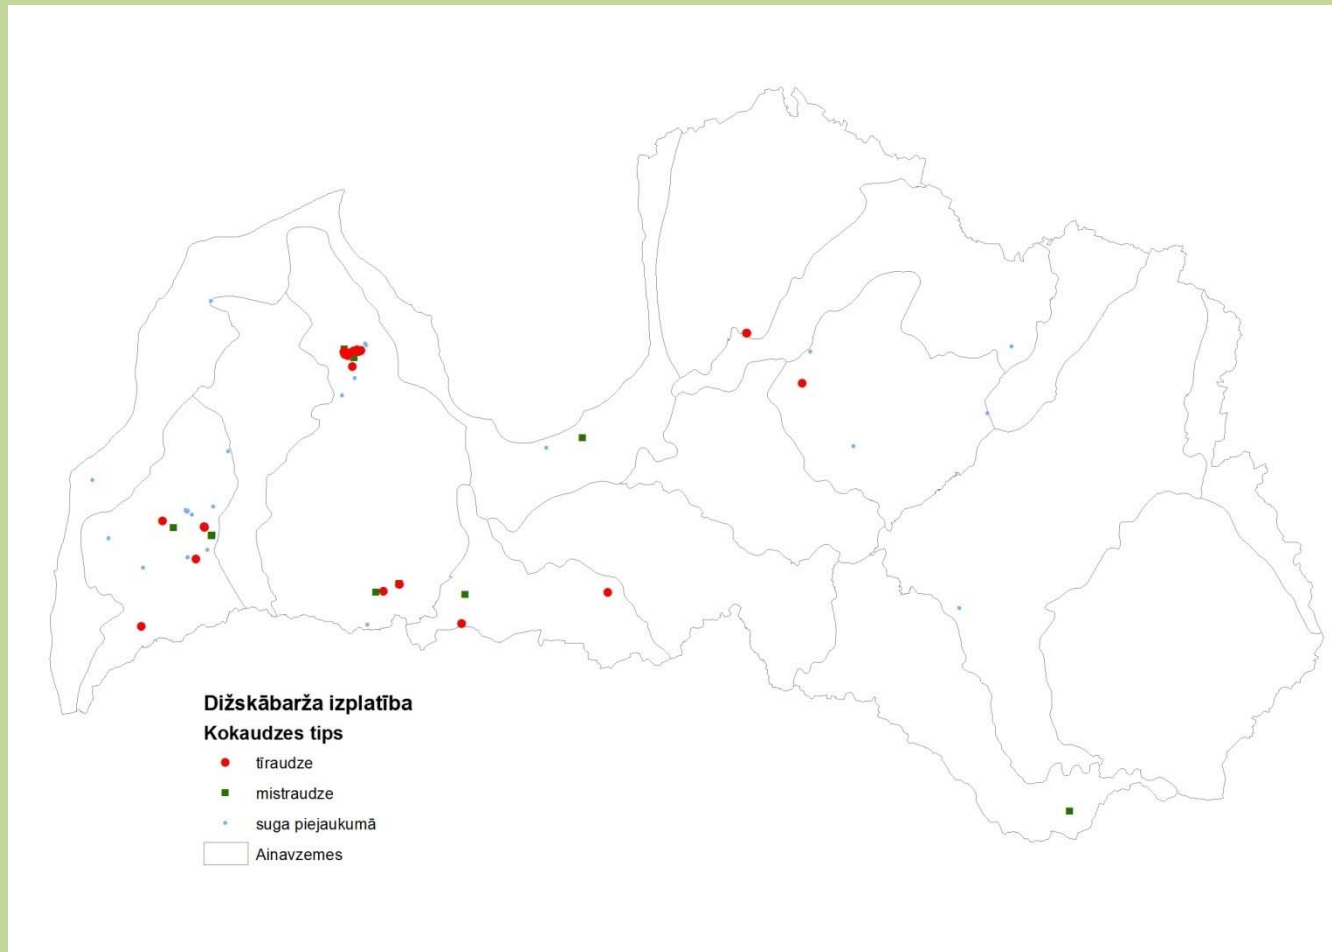 Dižskābarža izplatība
Kokaudzes tips
tīraudze
mistraudze
suga piejaukumā
Ainavzemes